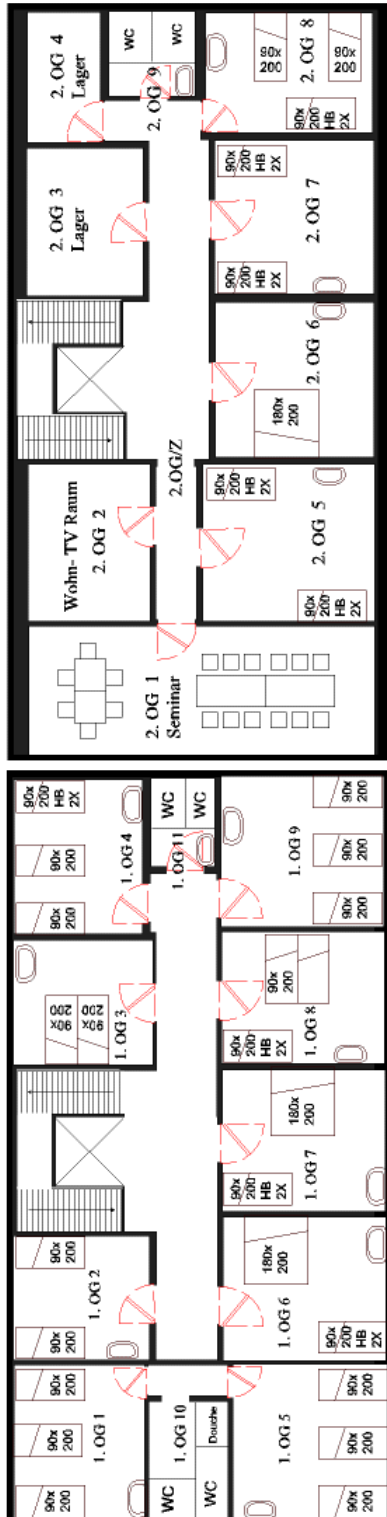 2. OG 4
Lager
WC
WC
2. OG 9
90x
200
2. OG 8
90x
200
90x
200
HB
2X
2. OG 3
Lager
90x
200
HB
2X
2. OG 7
90x
200
HB
2X
2. OG 6
180x
200
2.OG/Z
Wohn- TV Raum
2. OG 2
90x
200
HB
2X
2. OG 5
90x
200
HB
2X
2. OG 1
Seminar
90x
200
HB
2X
90x
200
90x
200
1. OG 4
WC
WC
1. OG 11
90x
200
90x
200
90x
200
1. OG 9
90x
200
90x
200
1. OG 3
90x
200
90x
200
HB
2X
1. OG 8
180x
200
90x
200
HB
2X
1. OG 7
90x
200
90x
200
1. OG 2
180x
200
1. OG 6
90x
200
HB
2X
90x
200
90x
200
90x
200
1. OG 1
1. OG 10
WC
WC
Douche
1. OG 5
90x
200
90x
200
90x
200